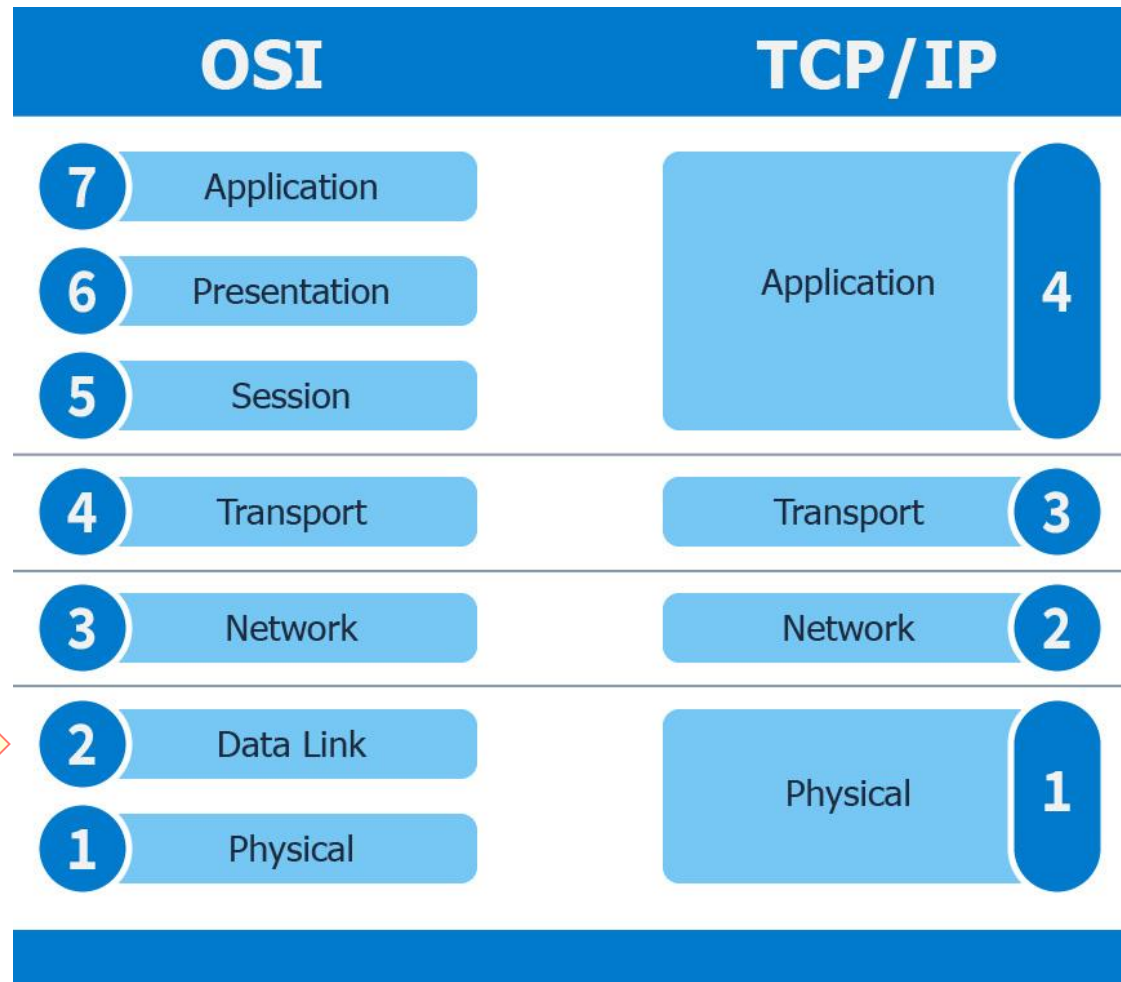 OSI TCP/IP
7 Application
6 Presentation
5 Session
Application 4
4 Transport
Transport 3
3 Network
Network 2
2 Data Link
1 Physical
Physical 1